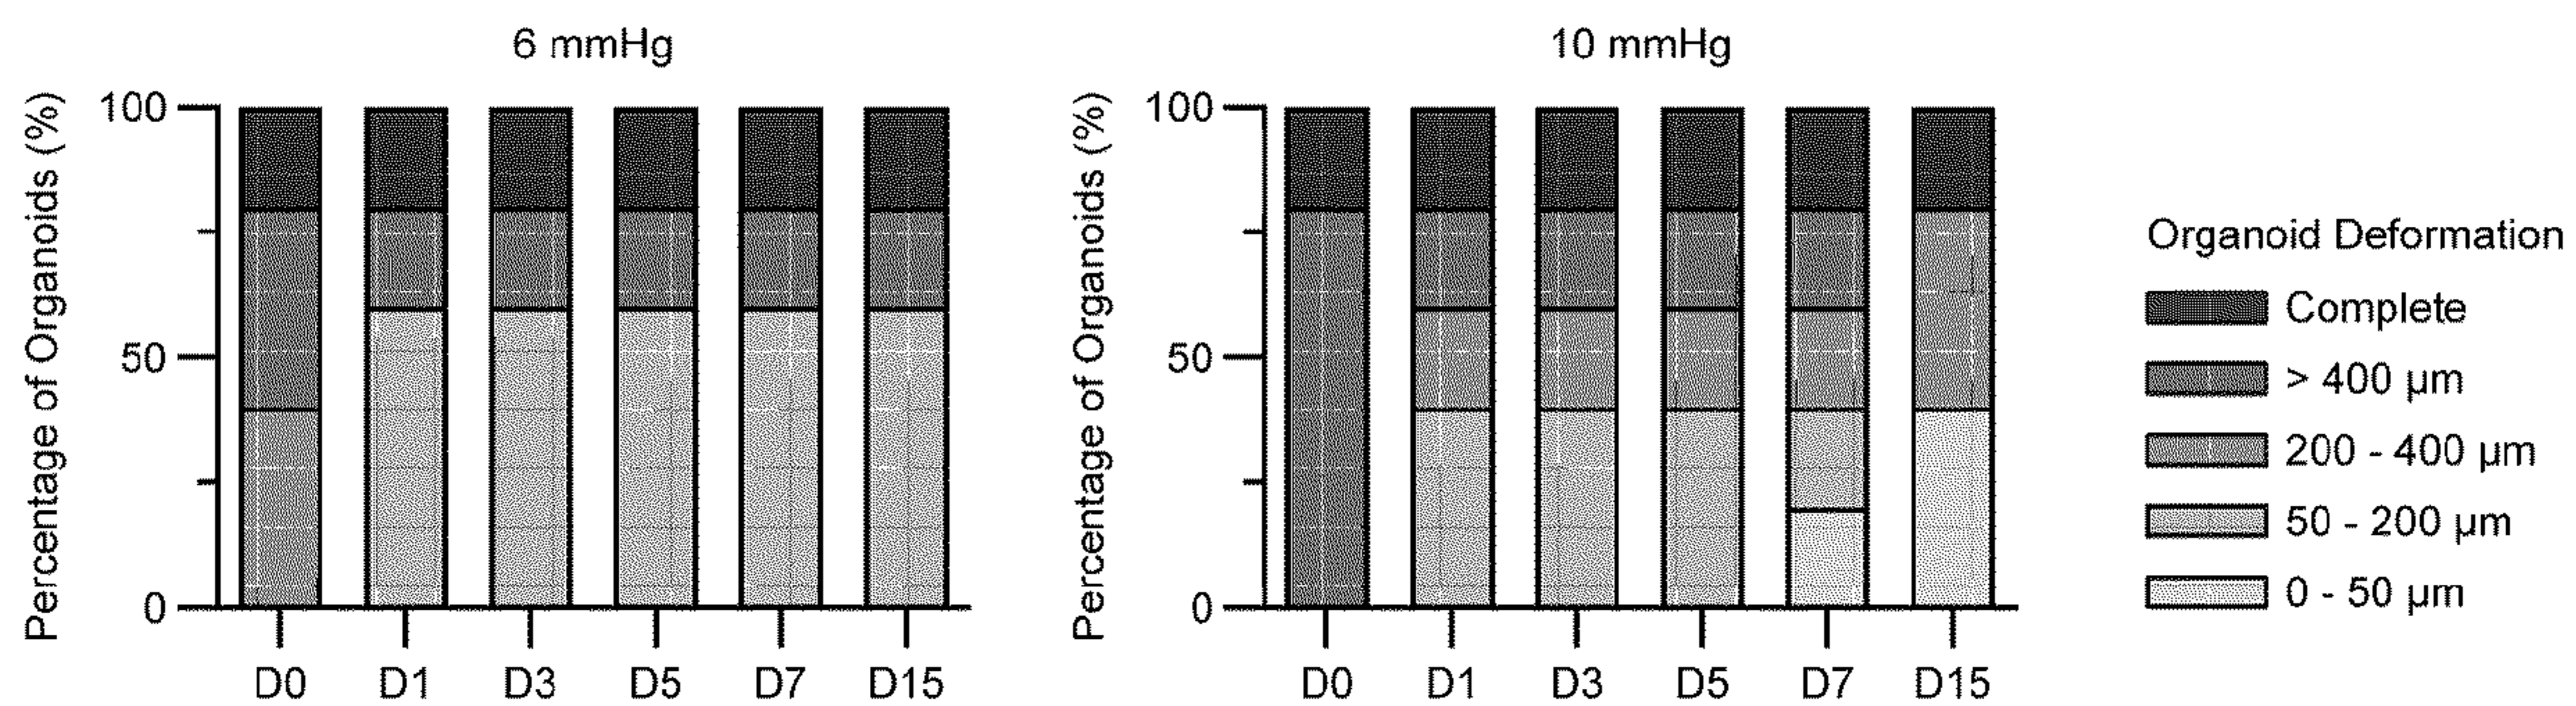 6 mmHg
Percentage of Organoids (%)
100
50
0
D0 D1 D3 D5 D7 D15
10 mmHg
Percentage of Organoids (%)
100
50
0
D0 D1 D3 D5 D7 D15
Organoid Deformation
Complete
> 400 µm
200 - 400 µm
50 - 200 µm
0 - 50 µm